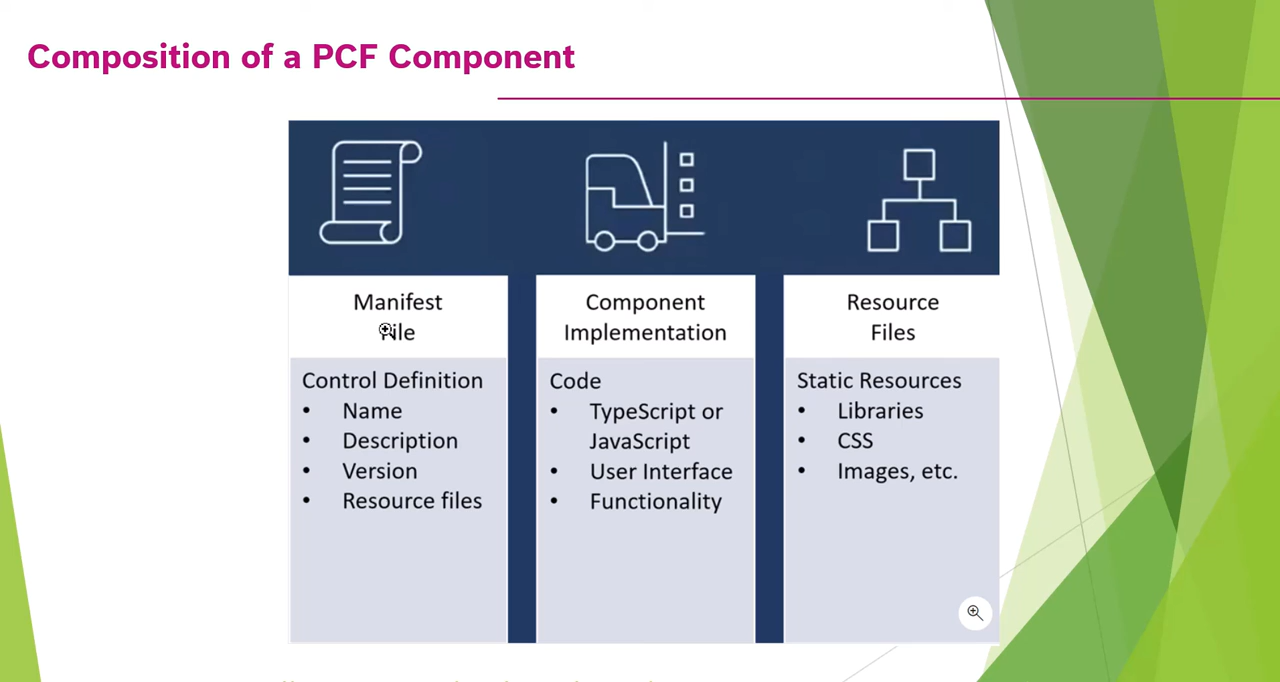 Composition of a PCF Component
Manifest
File
Component
Implementation
Resource
Files
Control Definition
• Name
• Description
• Version
• Resource files
Code
• TypeScript or
JavaScript
• User Interface
• Functionality
Static Resources
• Libraries
• CSS
• Images, etc.